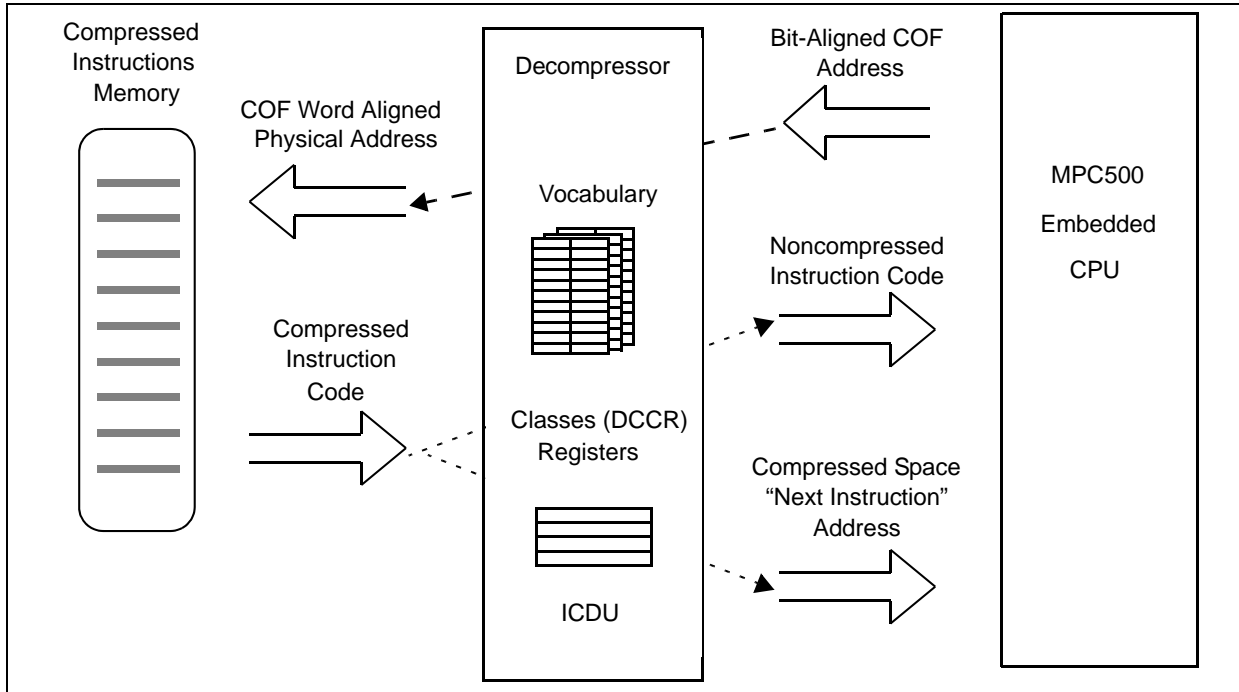 Compressed
Instructions
Memory
COF Word Aligned
Physical Address
Compressed
Instruction
Code
Decompressor
Vocabulary
Classes (DCCR)
Registers
ICDU
Bit-Aligned COF
Address
Noncompressed
Instruction Code
Compressed Space
“Next Instruction”
Address
MPC500
Embedded
CPU